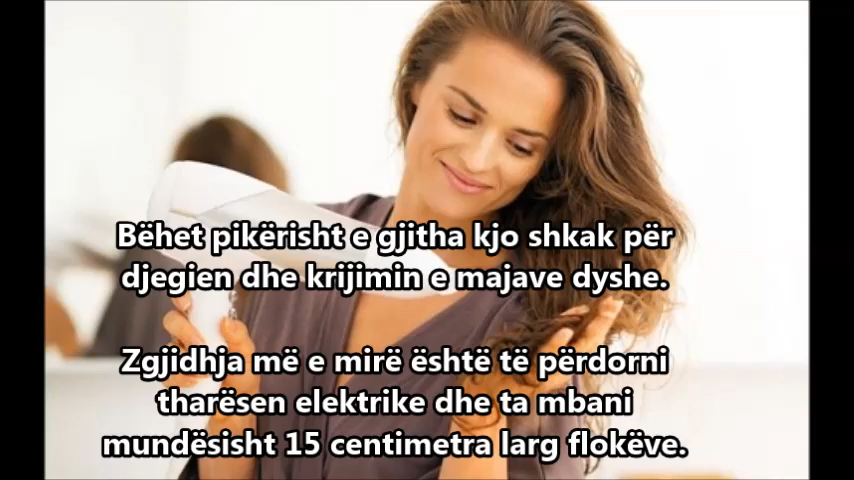 Bëhet pikërisht e gjitha kjo shkak për
djegien dhe krijimin e majave dyshe.
Zgjidhja më e mirë është të përdorni
tharësen elektrike dhe ta mbani
mundësisht 15 centimetra larg flokëve.